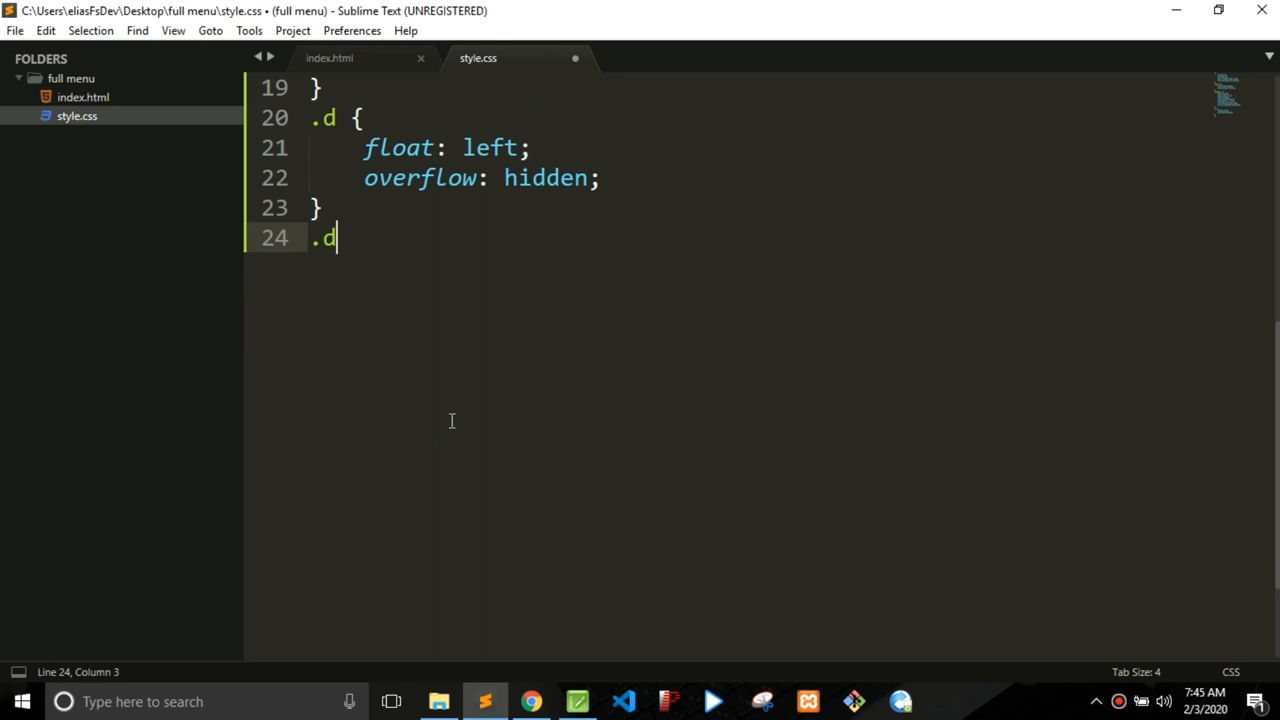 C:\Users\eliasFsDev\Desktop\full menu\style.css • (full menu) - Sublime Text (UNREGISTERED)
File Edit Selection Find View Goto Tools Project Preferences Help
FOLDERS
full menu
index.html
style.css
index.html
style.css
19 }
20 .d {
21 float: left;
22 overflow: hidden;
23 }
24 .d
Line 24, Column 3
Tab Size: 4
CSS
Type here to search
7:45 AM
2/3/2020
1